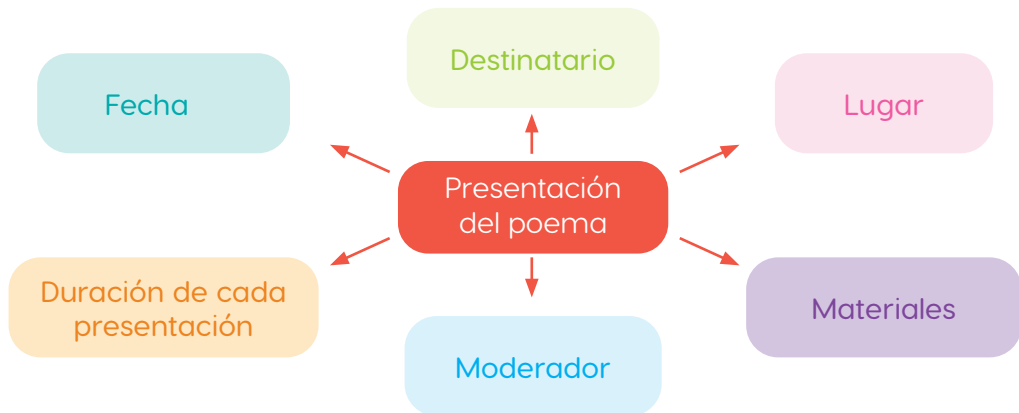 Destinatario
Fecha
Lugar
Presentación
del poema
Duración de cada
presentación
Materiales
Moderador